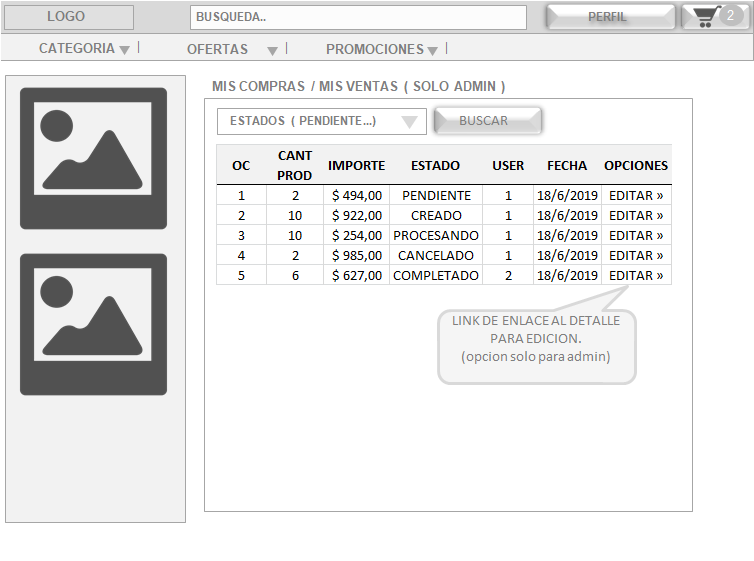 LOGO BUSQUEDA.. PERFIL 2
CATEGORIA OFERTAS PROMOCIONES
MIS COMPRAS / MIS VENTAS ( SOLO ADMIN )
ESTADOS ( PENDIENTE...) BUSCAR
OC CANT PROD IMPORTE ESTADO USER FECHA OPCIONES
1 2 $ 494,00 PENDIENTE 1 18/6/2019 EDITAR »
2 10 $ 922,00 CREADO 1 18/6/2019 EDITAR »
3 10 $ 254,00 PROCESANDO 1 18/6/2019 EDITAR »
4 2 $ 985,00 CANCELADO 1 18/6/2019 EDITAR »
5 6 $ 627,00 COMPLETADO 2 18/6/2019 EDITAR »
LINK DE ENLACE AL DETALLE
PARA EDICION.
(opcion solo para admin)